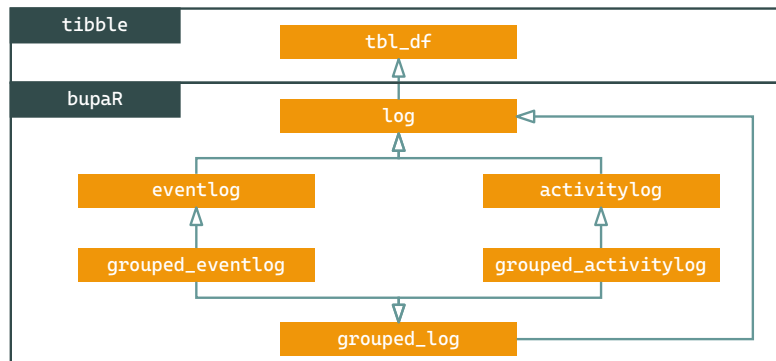 tibble
tbl_df
bupaR
log
eventlog
activitylog
grouped_eventlog
grouped_activitylog
grouped_log